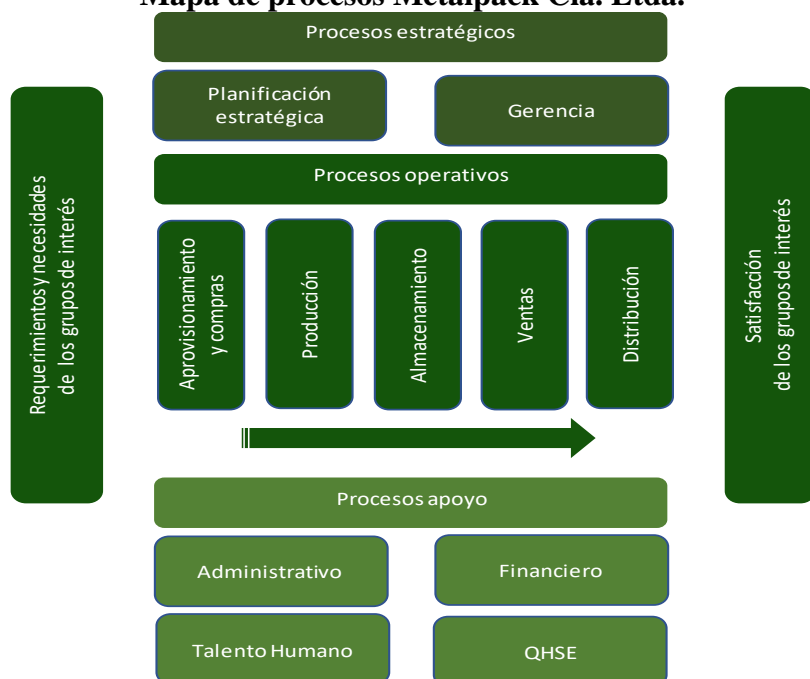 Mapa de procesos Metalpack Cía. Ltda.
Procesos estratégicos
Planificación
estratégica
Gerencia
Procesos operativos
Requerimientos y necesidades
de los grupos de interés
Aprovisionamiento
y compras
Producción
Almacenamiento
Ventas
Distribución
Satisfacción
de los grupos de interés
Procesos apoyo
Administrativo
Financiero
Talento Humano
QHSE